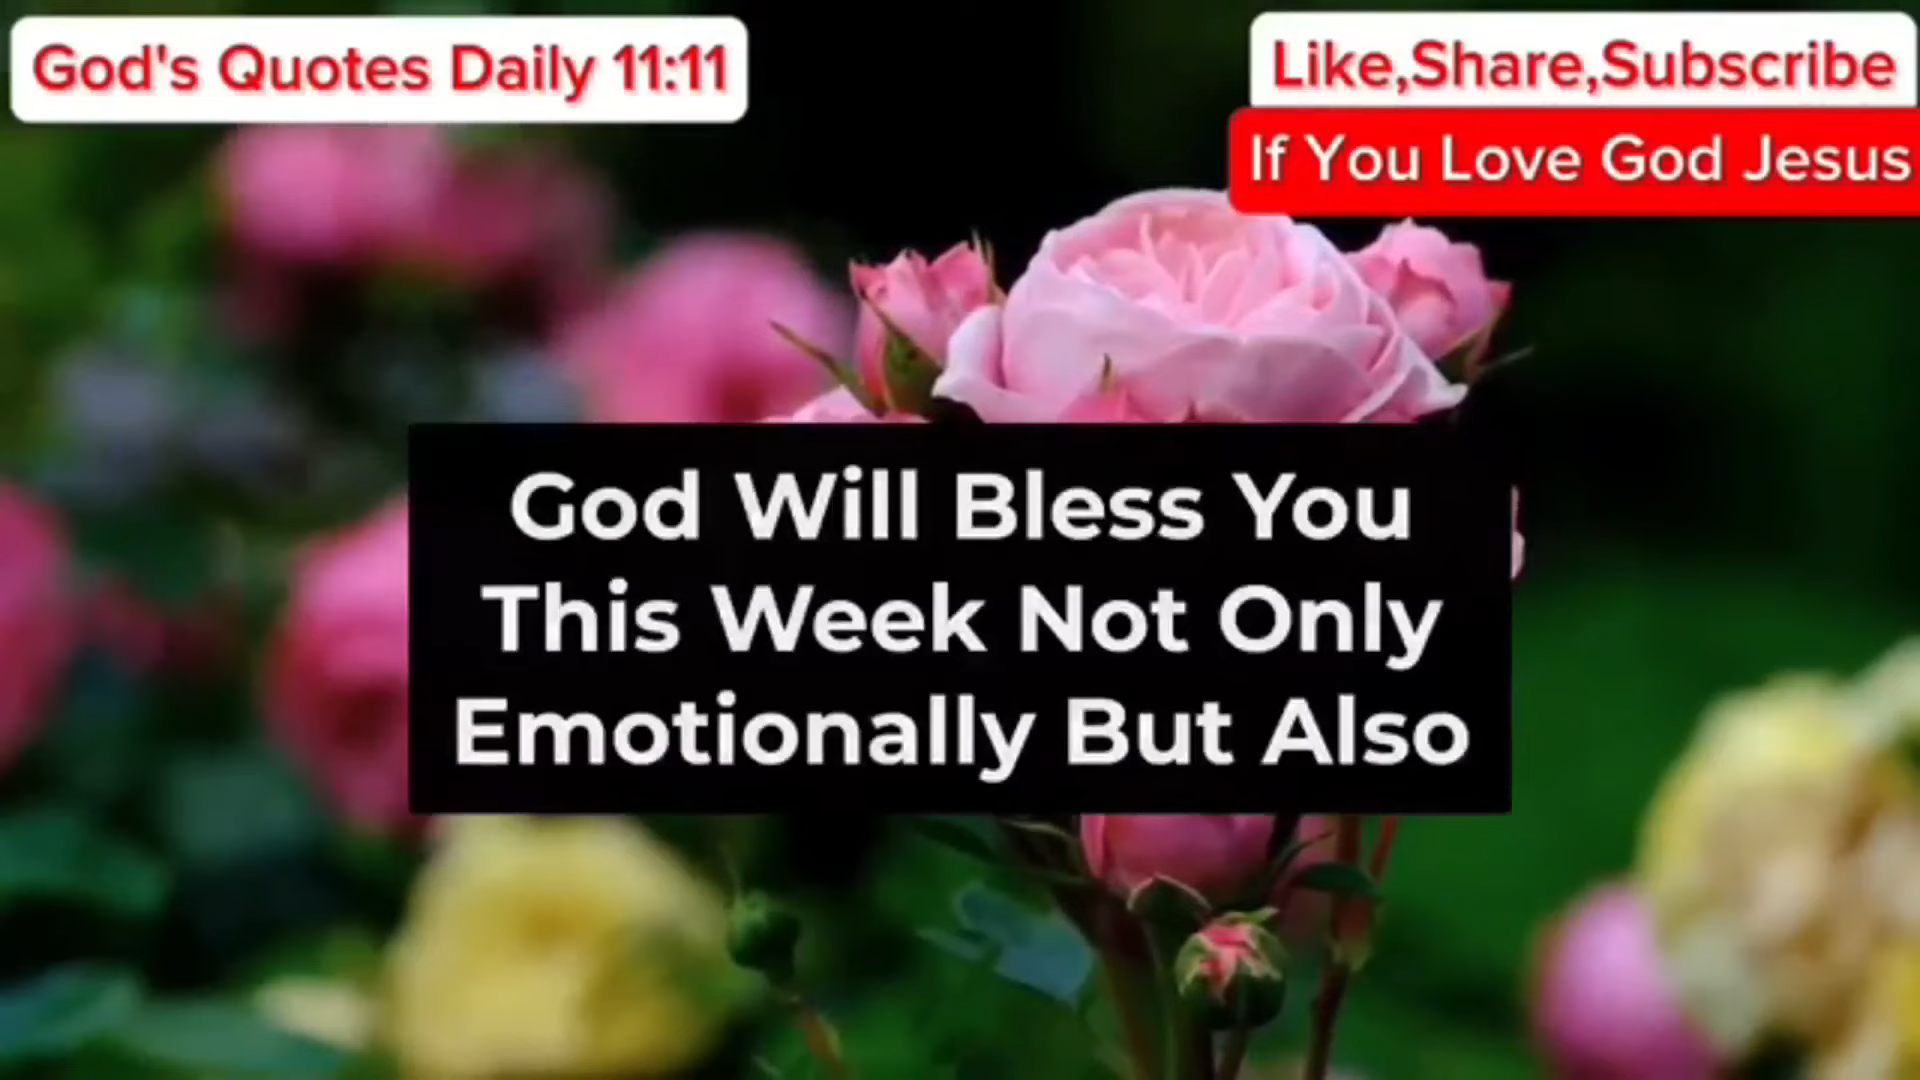 God's Quotes Daily 11:11
Like,Share,Subscribe
If You Love God Jesus
God Will Bless You
This Week Not Only
Emotionally But Also